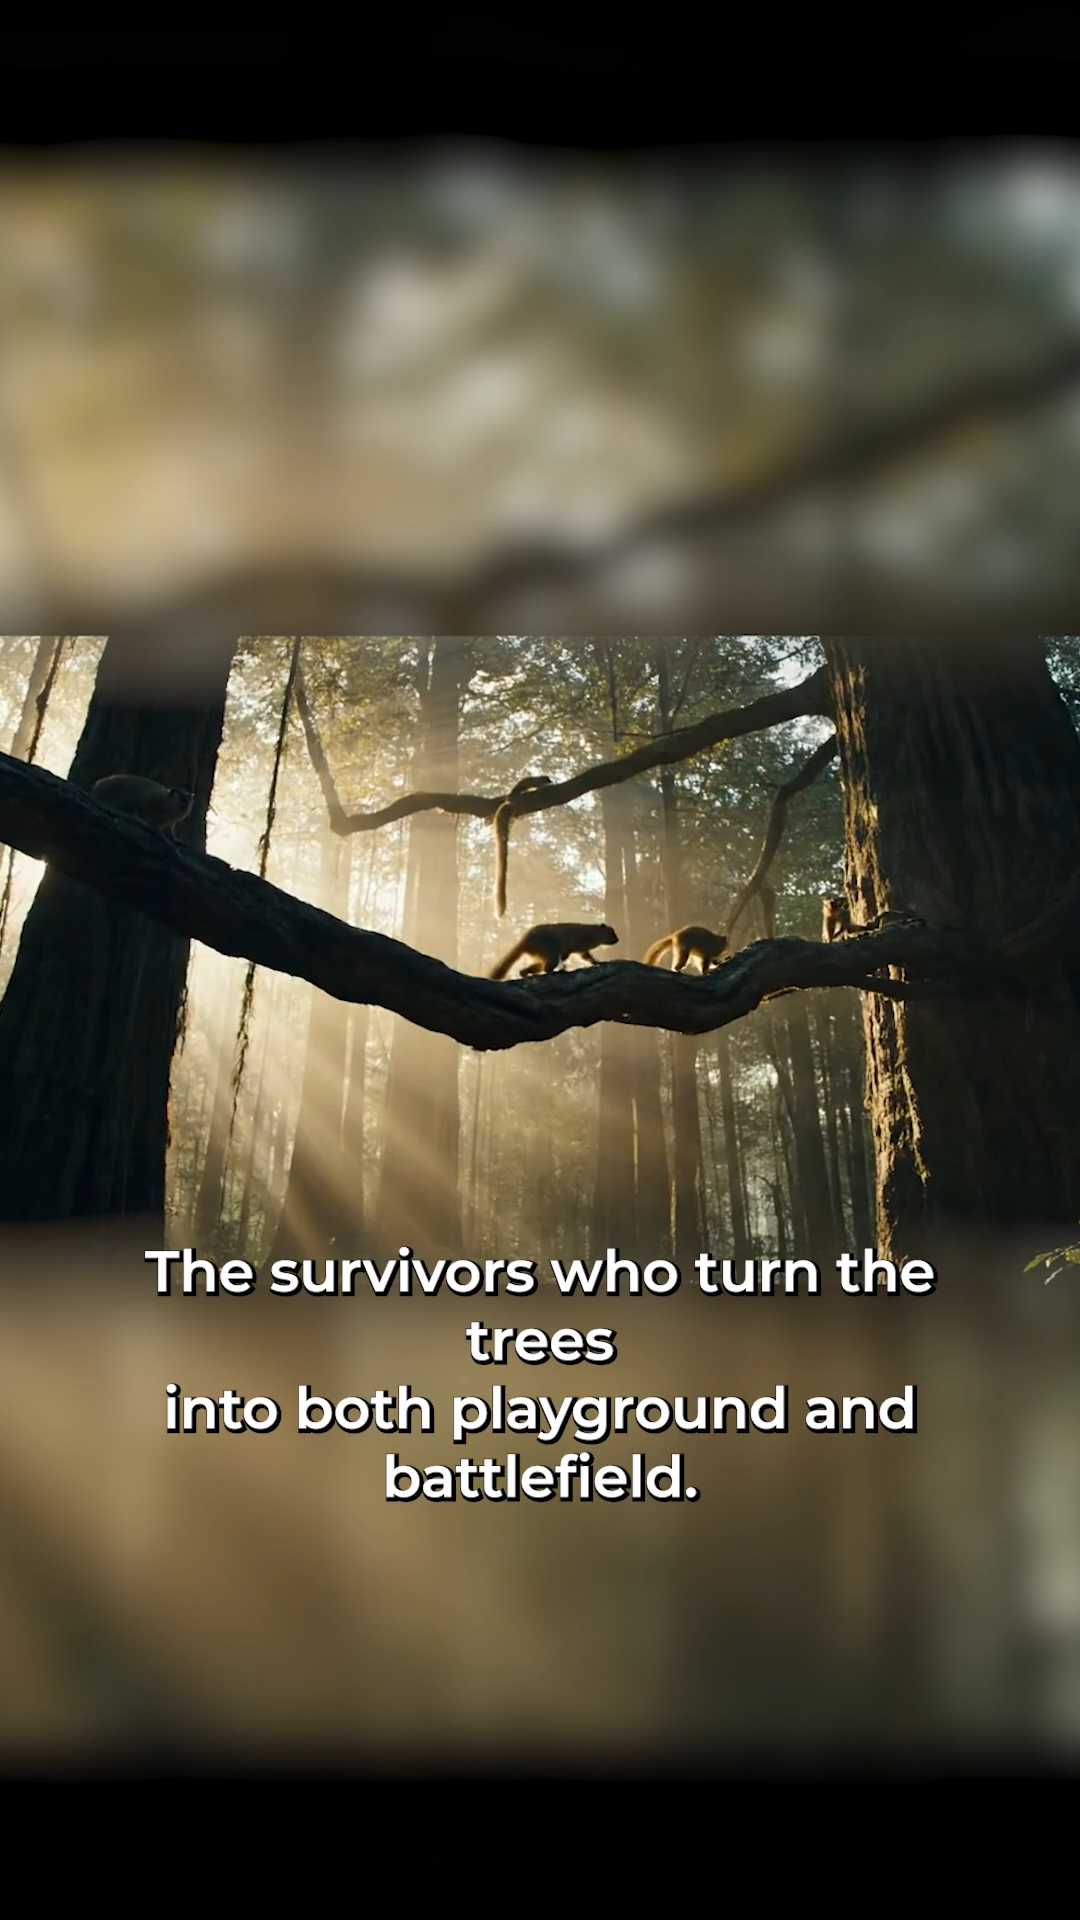 The survivors who turn the
trees
into both playground and
battlefield.